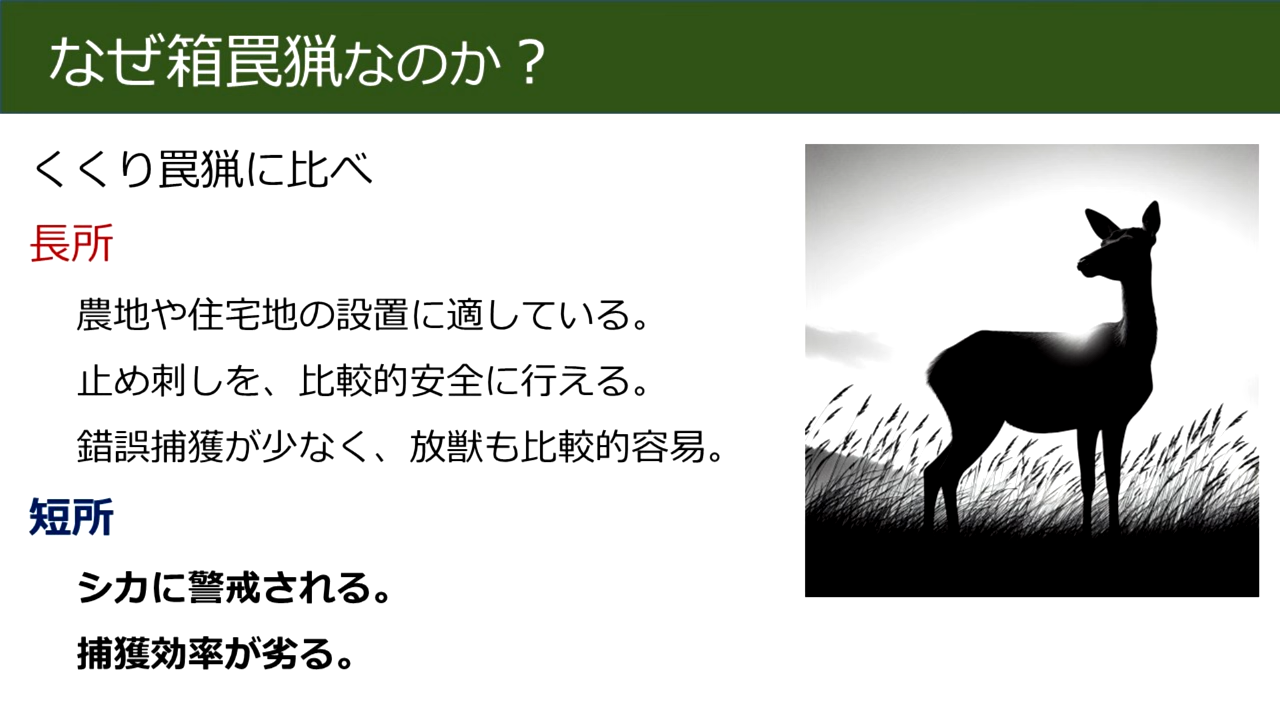 なぜ箱罠猟なのか？
くくり罠猟に比べ
長所
農地や住宅地の設置に適している。
止め刺しを、比較的安全に行える。
錯誤捕獲が少なく、放獣も比較的容易。
短所
シカに警戒される。
捕獲効率が劣る。